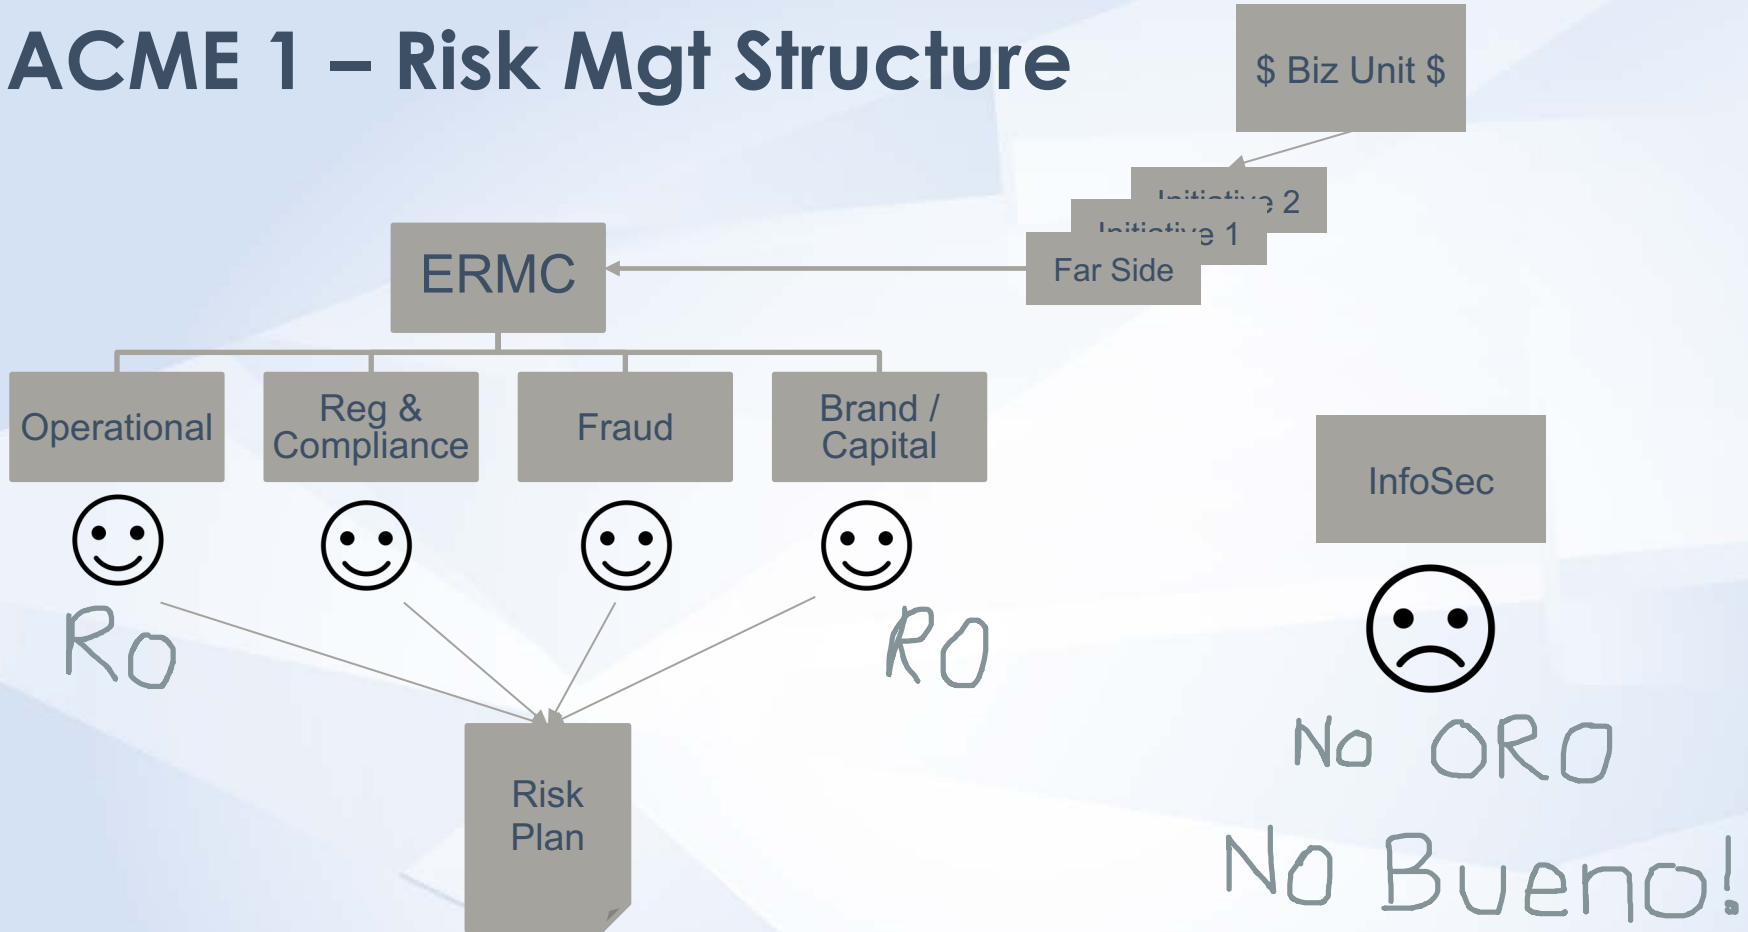 ACME 1 – Risk Mgt Structure
$ Biz Unit $
Initiative 2
Initiative 1
Far Side
ERMC
Operational
Reg &
Compliance
Fraud
Brand /
Capital
InfoSec
RO
RO
No ORO
No Bueno!
Risk
Plan